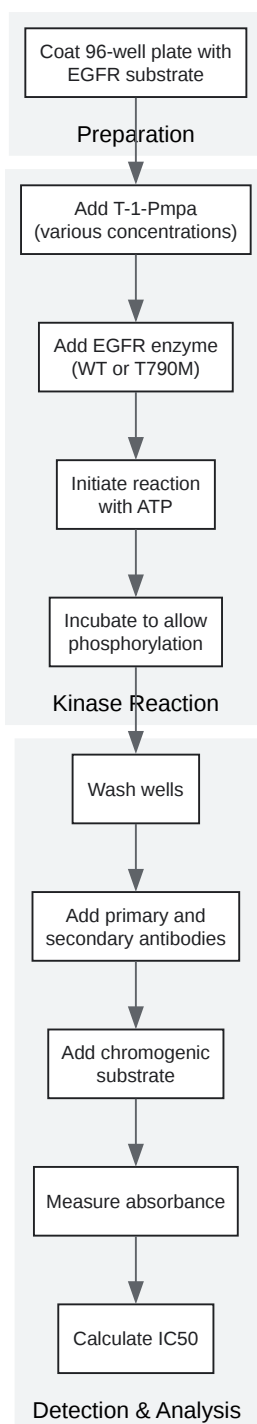 Coat 96-well plate with
EGFR substrate
Preparation
Add T-1-Pmpa
(various concentrations)
Add EGFR enzyme
(WT or T790M)
Initiate reaction
with ATP
Incubate to allow
phosphorylation
Kinase Reaction
Wash wells
Add primary and
secondary antibodies
Add chromogenic
substrate
Measure absorbance
Calculate IC50
Detection & Analysis